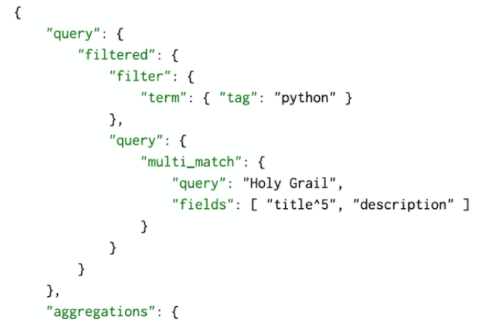 {
    "query": {
        "filtered": {
            "filter": {
                "term": { "tag": "python" }
            },
            "query": {
                "multi_match": {
                    "query": "Holy Grail",
                    "fields": [ "title^5", "description" ]
                }
            }
        }
    },
    "aggregations": {